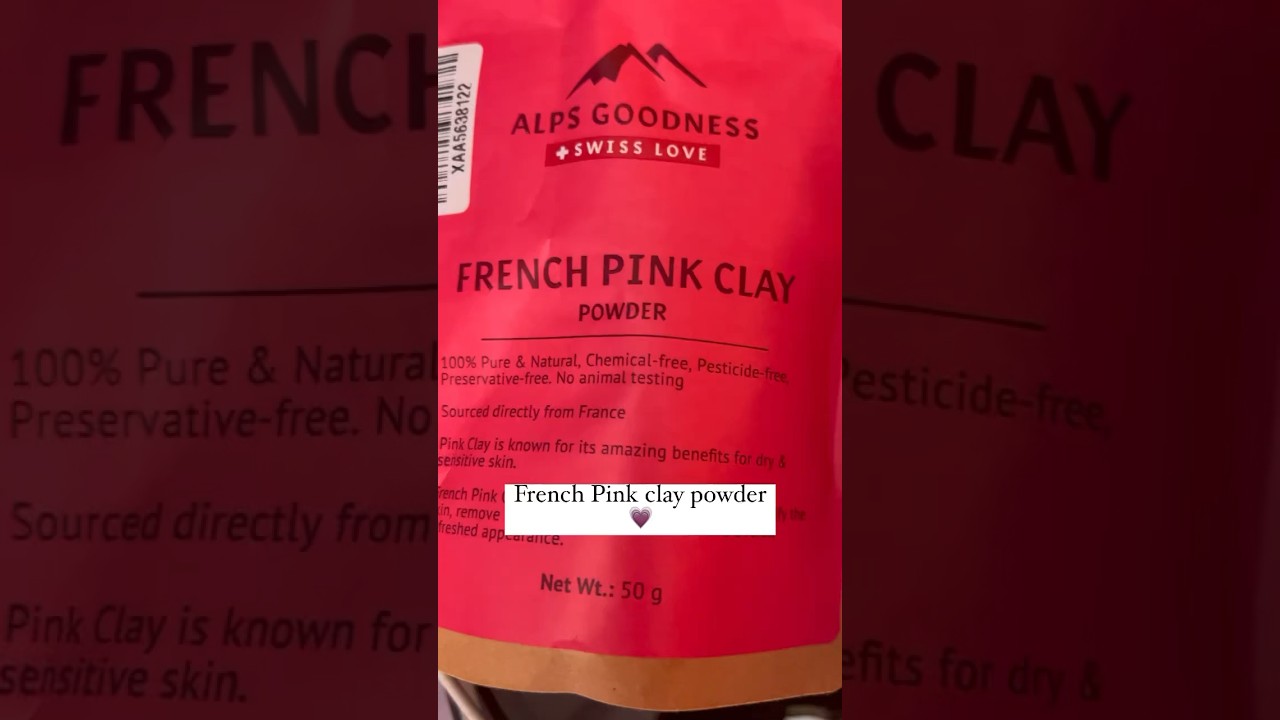 ALPS GOODNESS
+ SWISS LOVE
XAA5638122
FRENCH PINK CLAY
POWDER
100% Pure & Natural, Chemical-free, Pesticide-free,
Preservative-free. No animal testing
Sourced directly from France
Pink Clay is known for its amazing benefits for dry &
sensitive skin.
French Pink
remove
French Pink clay powder
💗
appearance.
Net Wt.: 50 g